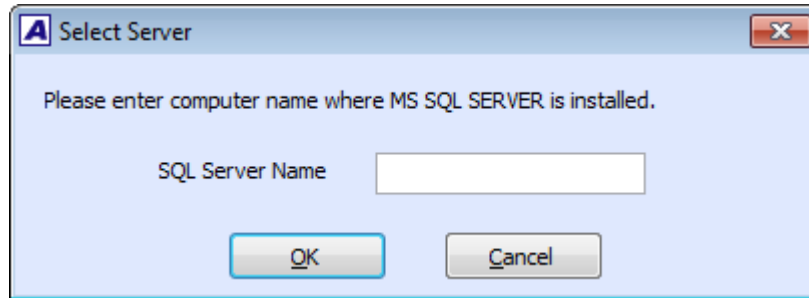 A Select Server
Please enter computer name where MS SQL SERVER is installed.
SQL Server Name
OK Cancel